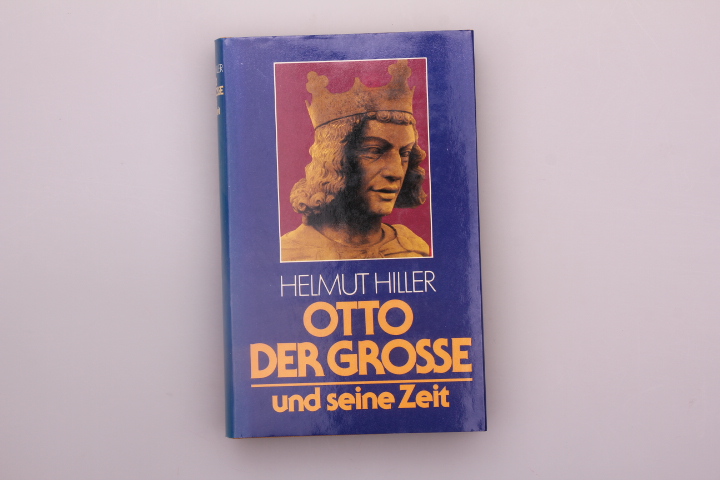 HELMUT HILLER
OTTO
DER GROSSE
und seine Zeit